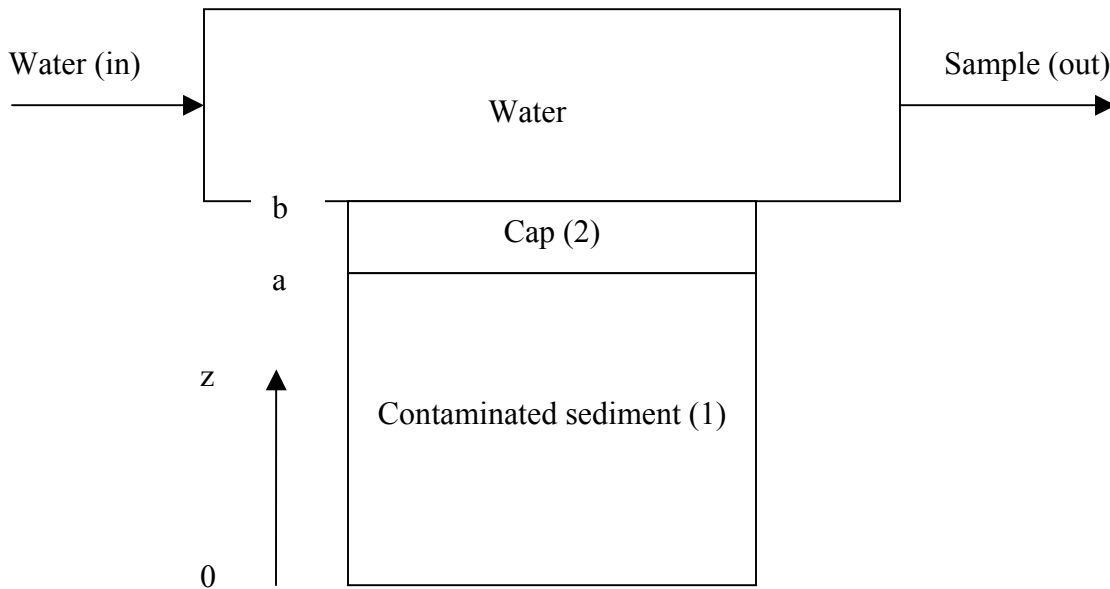 Water (in)
Sample (out)
Water
b
Cap (2)
a
z
Contaminated sediment (1)
0